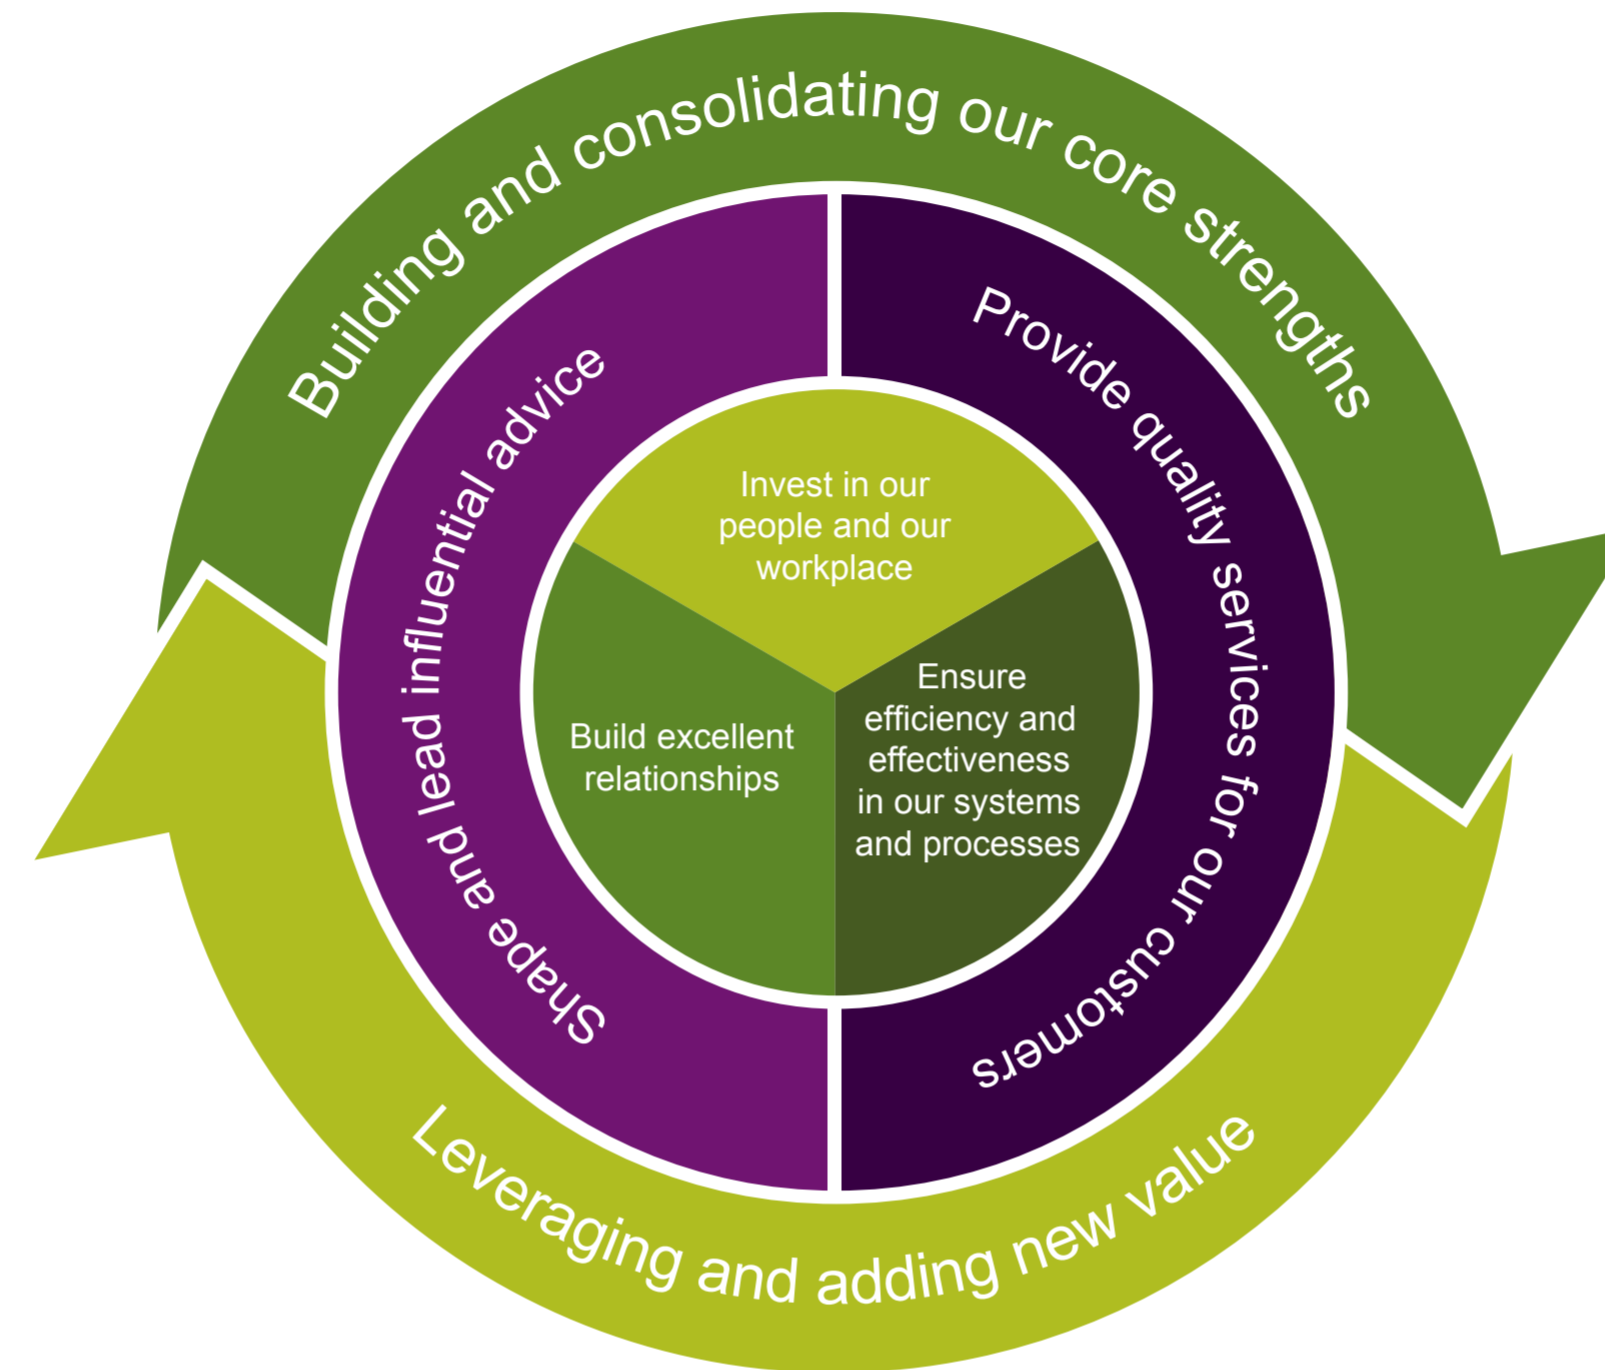 Building and consolidating our core strengths
Shape and lead influential advice
Provide quality services for our customers
Invest in our
people and our
workplace
Build excellent
relationships
Ensure
efficiency and
effectiveness
in our systems
and processes
Leveraging and adding new value